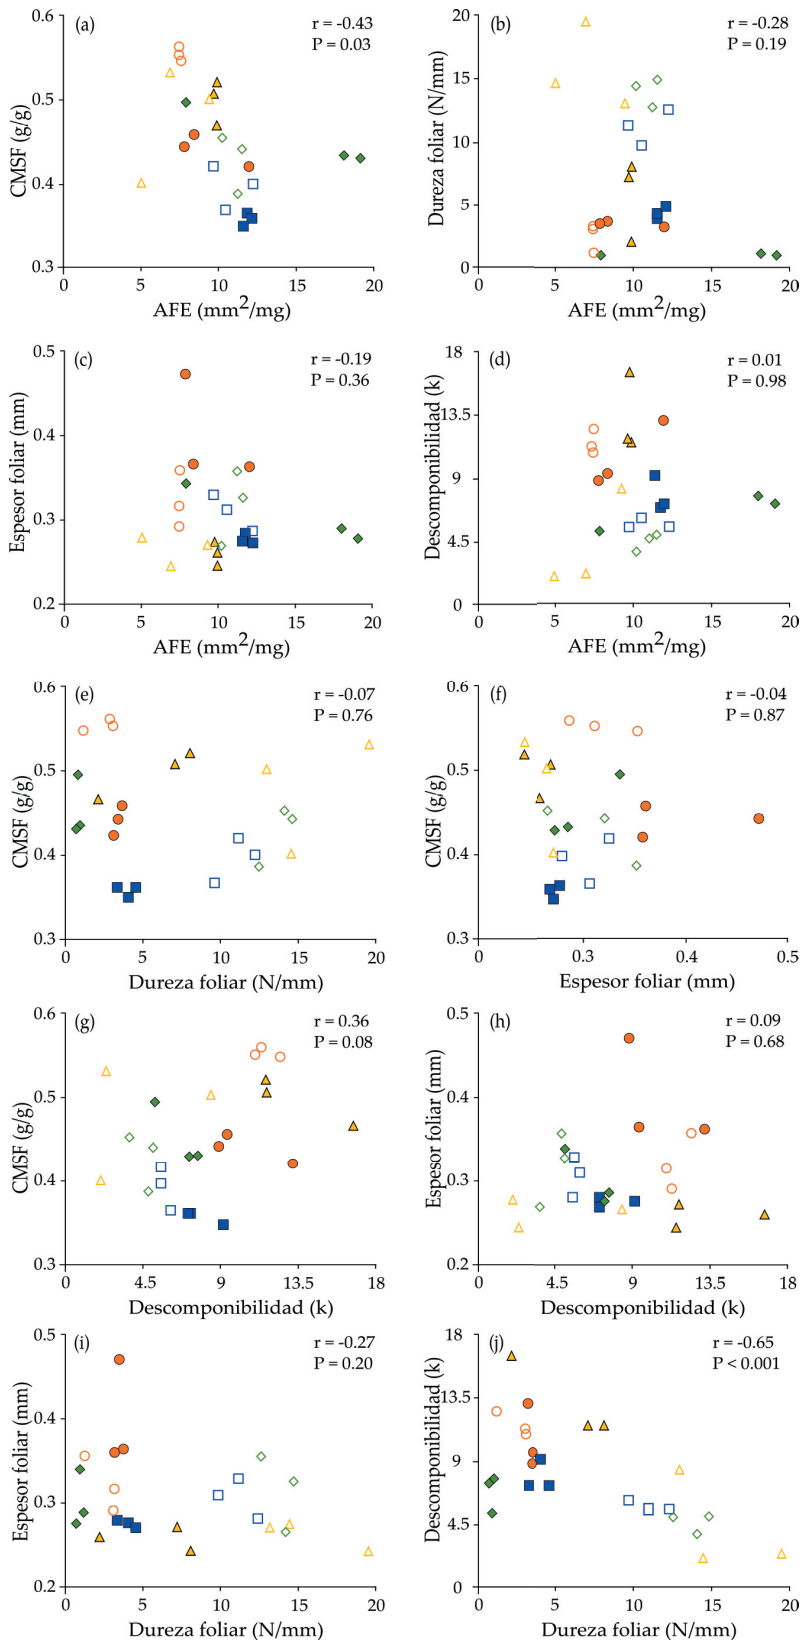 (a)
r = -0.43
P = 0.03
CMSF (g/g)
0.6
0.5
0.4
0.3
0 5 10 15 20
AFE (mm²/mg)
(b)
r = -0.28
P = 0.19
Dureza foliar (N/mm)
20
15
10
5
0
0 5 10 15 20
AFE (mm²/mg)
(c)
r = -0.19
P = 0.36
Espesor foliar (mm)
0.5
0.4
0.3
0.2
0 5 10 15 20
AFE (mm²/mg)
(d)
r = 0.01
P = 0.98
Descomponibilidad (k)
18
13.5
9
4.5
0
0 5 10 15 20
AFE (mm²/mg)
(e)
r = -0.07
P = 0.76
CMSF (g/g)
0.6
0.5
0.4
0.3
0 5 10 15 20
Dureza foliar (N/mm)
(f)
r = -0.04
P = 0.87
CMSF (g/g)
0.6
0.5
0.4
0.3
0 0.3 0.4 0.5
Espesor foliar (mm)
(g)
r = 0.36
P = 0.08
CMSF (g/g)
0.6
0.5
0.4
0.3
0 4.5 9 13.5 18
Descomponibilidad (k)
(h)
r = 0.09
P = 0.68
Espesor foliar (mm)
0.5
0.4
0.3
0.2
0 4.5 9 13.5 18
Descomponibilidad (k)
(i)
r = -0.27
P = 0.20
Espesor foliar (mm)
0.5
0.4
0.3
0.2
0 5 10 15 20
Dureza foliar (N/mm)
(j)
r = -0.65
P < 0.001
Descomponibilidad (k)
18
13.5
9
4.5
0
0 5 10 15 20
Dureza foliar (N/mm)